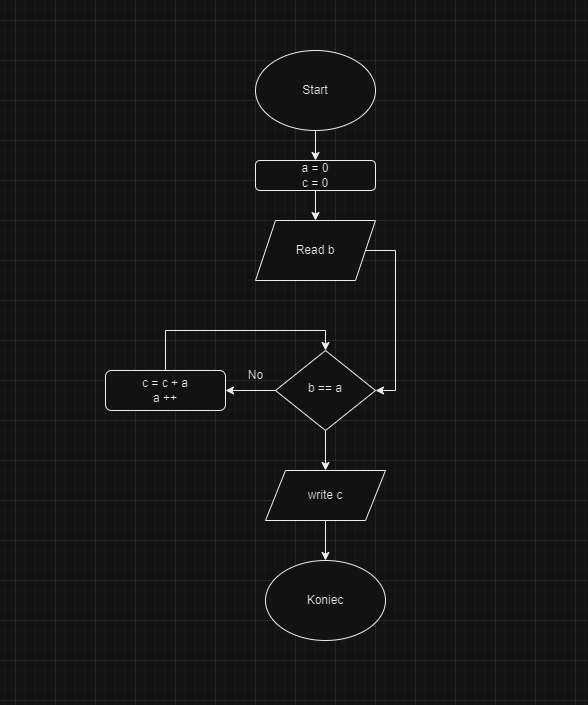 Start
a = 0
c = 0
Read b
No
c = c + a
a ++
b == a
write c
Koniec